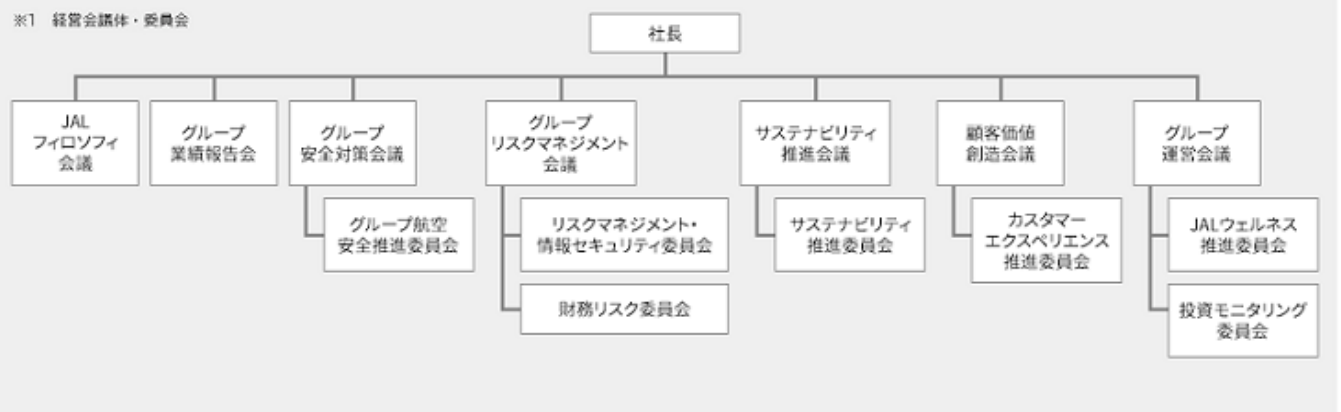 ※1 経営会議体・委員会
社長
JAL
フィロソフィ
会議
グループ
業績報告会
グループ
安全対策会議
グループ
リスクマネジメント
会議
サステナビリティ
推進会議
顧客価値
創造会議
グループ
運営会議
グループ航空
安全推進委員会
リスクマネジメント・
情報セキュリティ委員会
財務リスク委員会
サステナビリティ
推進委員会
カスタマー
エクスペリエンス
推進委員会
JALウェルネス
推進委員会
投資モニタリング
委員会